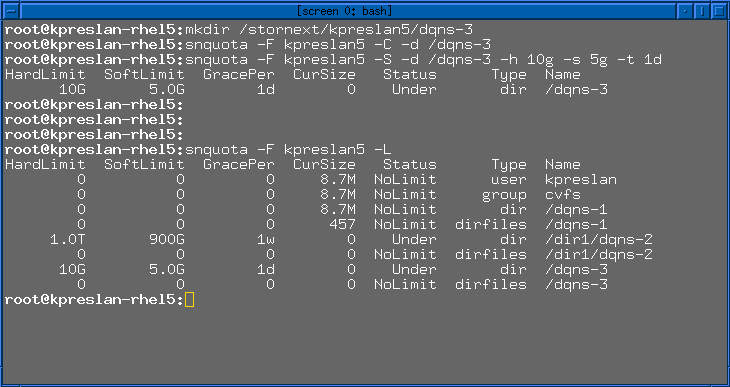 [screen 0: bash]
root@kpreslan-rhel5:mkdir /stornext/kpreslan5/dqns-3
root@kpreslan-rhel5:snquota -F kpreslan5 -C -d /dqns-3
root@kpreslan-rhel5:snquota -F kpreslan5 -S -d /dqns-3 -h 10g -s 5g -t 1d
HardLimit SoftLimit GracePer CurSize Status Type Name
10G 5.0G 1d 0 Under dir /dqns-3
root@kpreslan-rhel5:
root@kpreslan-rhel5:
root@kpreslan-rhel5:
root@kpreslan-rhel5:snquota -F kpreslan5 -L
HardLimit SoftLimit GracePer CurSize Status Type Name
0 0 0 8.7M NoLimit user kpreslan
0 0 0 8.7M NoLimit group cvfs
0 0 0 8.7M NoLimit dir /dqns-1
0 0 0 457 NoLimit dirfiles /dqns-1
1.0T 900G 1w 0 Under dir /dir1/dqns-2
0 0 0 0 NoLimit dirfiles /dir1/dqns-2
10G 5.0G 1d 0 Under dir /dqns-3
0 0 0 0 NoLimit dirfiles /dqns-3
root@kpreslan-rhel5: